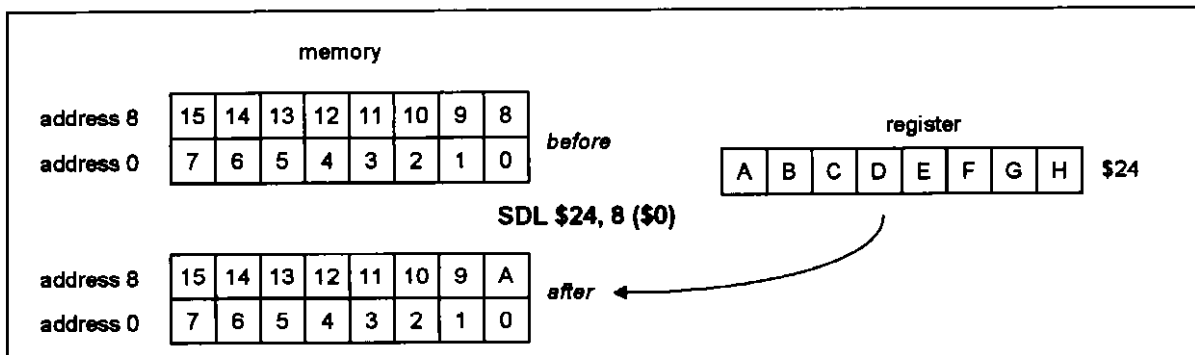 memory
address 8 15 14 13 12 11 10 9 8
before
address 0 7 6 5 4 3 2 1 0
register
A B C D E F G H $24
SDL $24, 8 ($0)
address 8 15 14 13 12 11 10 9 A
after
address 0 7 6 5 4 3 2 1 0